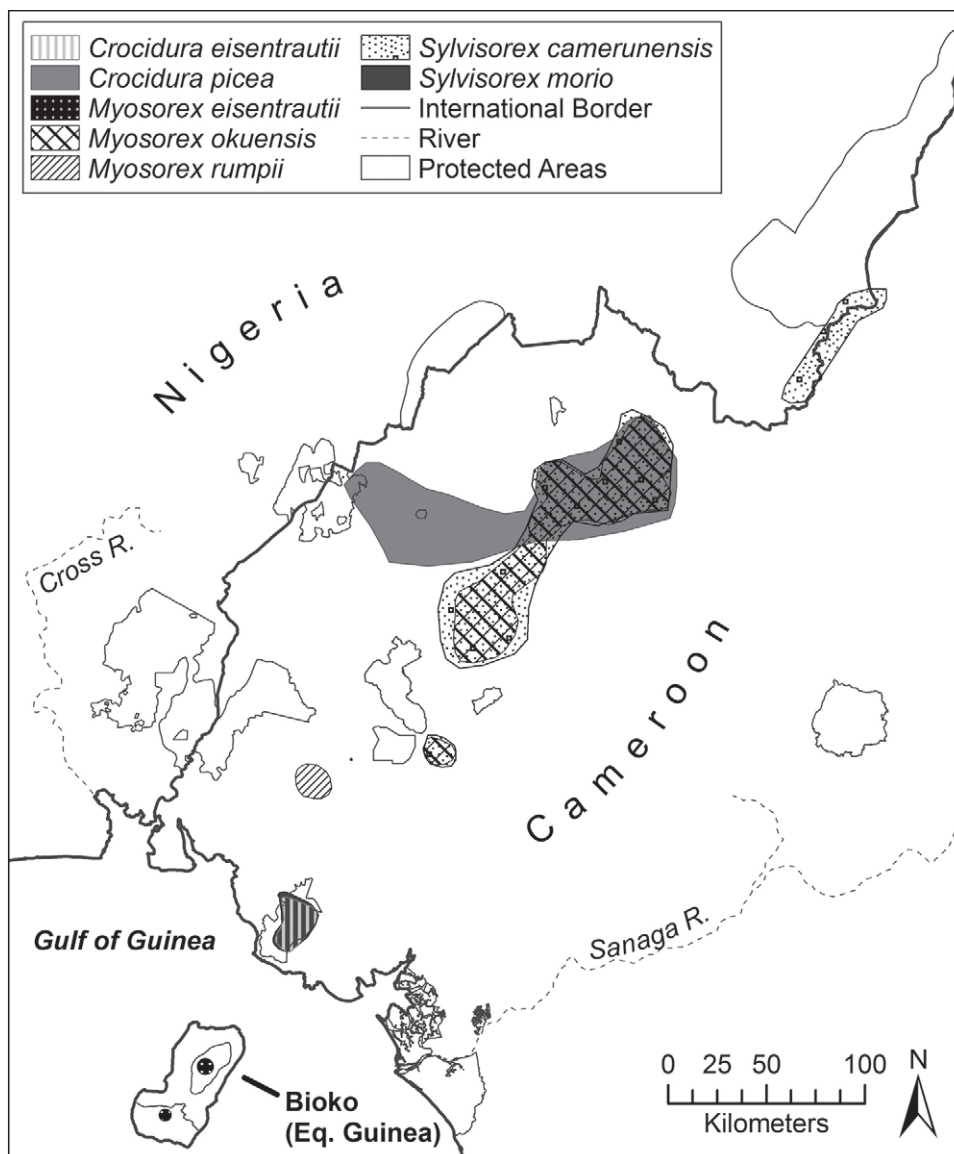 Crocidura eisentrautii
Crocidura picea
Myosorex eisentrautii
Myosorex okuensis
Myosorex rumpii
Sylvisorex camerunensis
Sylvisorex morio
International Border
River
Protected Areas
Nigeria
Cross R.
Cameroon
Gulf of Guinea
Sanaga R.
Bioko
(Eq. Guinea)
0 25 50 100
Kilometers
N